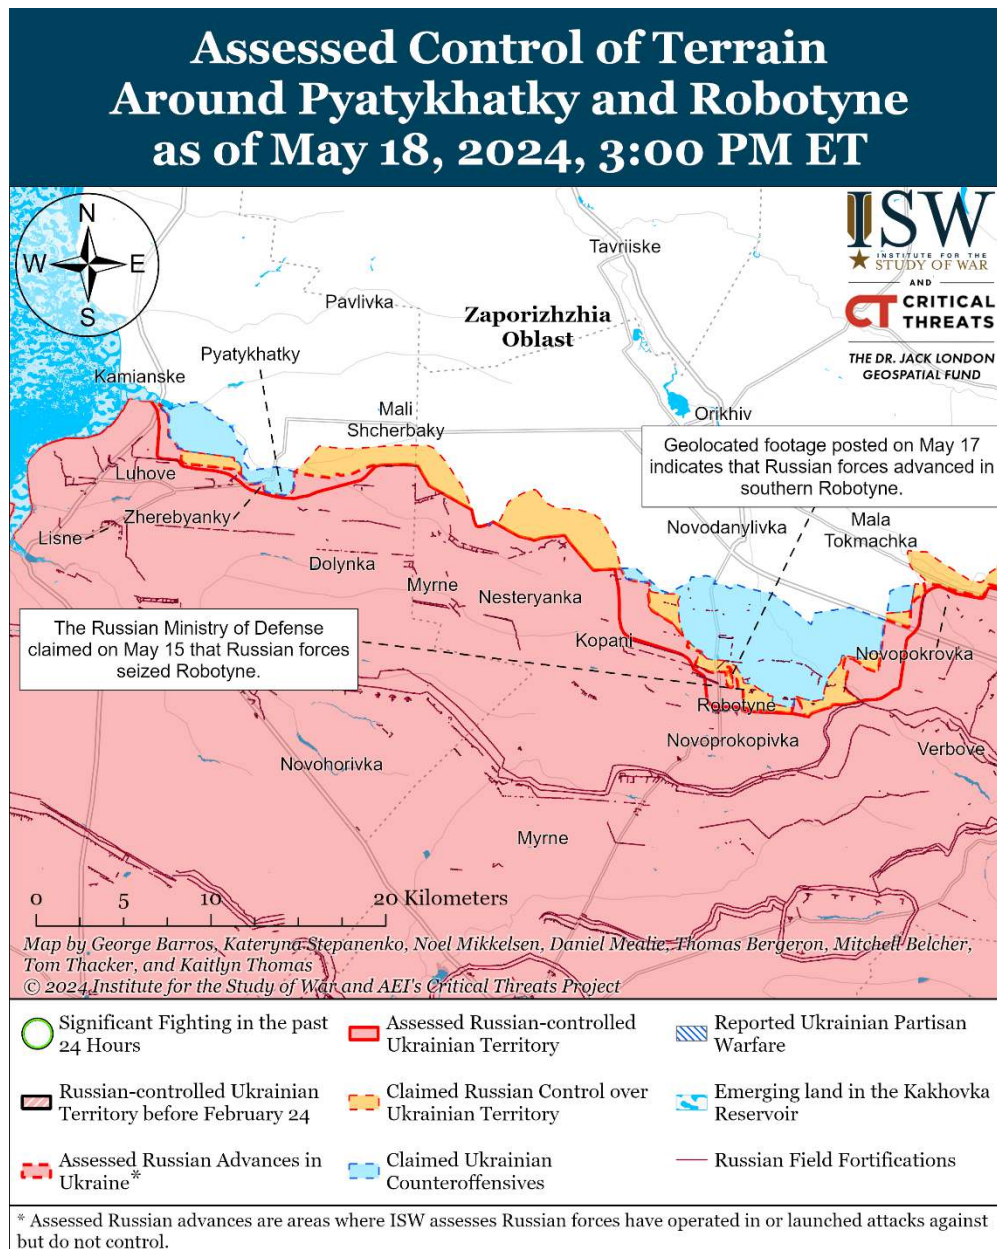 Assessed Control of Terrain
Around Pyatykhatky and Robotyne
as of May 18, 2024, 3:00 PM ET
N
W
E
S
ISW
INSTITUTE FOR THE
STUDY OF WAR
AND
CT CRITICAL
THREATS
THE DR. JACK LONDON
GEOSPATIAL FUND
Tavriiske
Pavlivka
Zaporizhzhia
Oblast
Pyatykhatky
Kamianske
Mali
Shcherbaky
Orikhiv
Geolocated footage posted on May 17
indicates that Russian forces advanced in
southern Robotyne.
Luhove
Zherebyanky
Lisne
Novodanylivka
Mala
Tokmachka
Dolynka
Myrne
Nesteryanka
The Russian Ministry of Defense
claimed on May 15 that Russian forces
seized Robotyne.
Kopani
Novopokrovka
Robotyne
Novoprokopivka
Verbove
Novohorivka
Myrne
0
5
10
20 Kilometers
Map by George Barros, Kateryna Stepanenko, Noel Mikkelsen, Daniel Mealie, Thomas Bergeron, Mitchell Belcher,
Tom Thacker, and Kaitlyn Thomas
© 2024 Institute for the Study of War and AEI's Critical Threats Project
Significant Fighting in the past
24 Hours
Assessed Russian-controlled
Ukrainian Territory
Reported Ukrainian Partisan
Warfare
Russian-controlled Ukrainian
Territory before February 24
Claimed Russian Control over
Ukrainian Territory
Emerging land in the Kakhovka
Reservoir
Assessed Russian Advances in
Ukraine*
Claimed Ukrainian
Counteroffensives
Russian Field Fortifications
* Assessed Russian advances are areas where ISW assesses Russian forces have operated in or launched attacks against
but do not control.